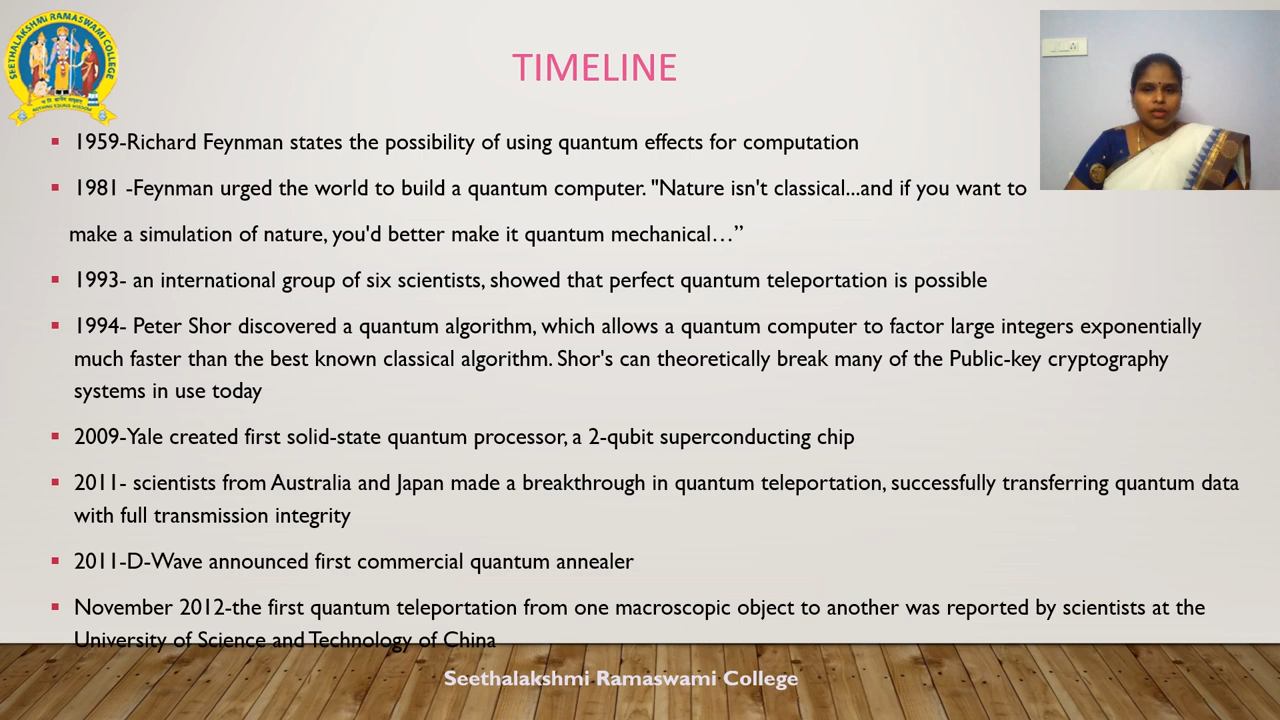 SEETHALAKSHMI RAMASWAMI COLLEGE
NOTHING EQUALS WISDOM
TIMELINE
1959-Richard Feynman states the possibility of using quantum effects for computation
1981 -Feynman urged the world to build a quantum computer. "Nature isn't classical...and if you want to
make a simulation of nature, you'd better make it quantum mechanical…”
1993- an international group of six scientists, showed that perfect quantum teleportation is possible
1994- Peter Shor discovered a quantum algorithm, which allows a quantum computer to factor large integers exponentially
much faster than the best known classical algorithm. Shor's can theoretically break many of the Public-key cryptography
systems in use today
2009-Yale created first solid-state quantum processor, a 2-qubit superconducting chip
2011- scientists from Australia and Japan made a breakthrough in quantum teleportation, successfully transferring quantum data
with full transmission integrity
2011-D-Wave announced first commercial quantum annealer
November 2012-the first quantum teleportation from one macroscopic object to another was reported by scientists at the
University of Science and Technology of China
Seethalakshmi Ramaswami College